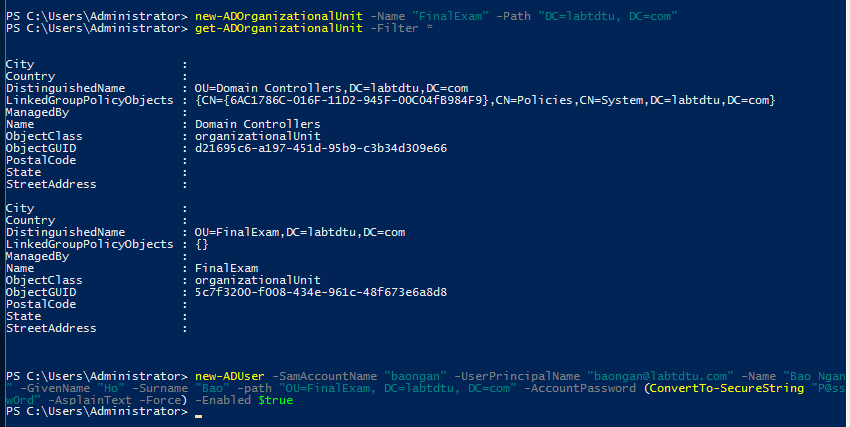 PS C:\Users\Administrator> new-ADOrganizationalUnit -Name "FinalExam" -Path "DC=labtdtu, DC=com"
PS C:\Users\Administrator> get-ADOrganizationalUnit -Filter *
City :
Country :
DistinguishedName : OU=Domain Controllers,DC=labtdtu,DC=com
LinkedGroupPolicyObjects : {CN={6AC1786C-016F-11D2-945F-00C04fB984F9},CN=Policies,CN=System,DC=labtdtu,DC=com}
ManagedBy :
Name : Domain Controllers
ObjectClass : organizationalUnit
ObjectGUID : d21695c6-a197-451d-95b9-c3b34d309e66
PostalCode :
State :
StreetAddress :
City :
Country :
DistinguishedName : OU=FinalExam,DC=labtdtu,DC=com
LinkedGroupPolicyObjects : {}
ManagedBy :
Name : FinalExam
ObjectClass : organizationalUnit
ObjectGUID : 5c7f3200-f008-434e-961c-48f673e6a8d8
PostalCode :
State :
StreetAddress :
PS C:\Users\Administrator> new-ADUser -SamAccountName "baongan" -UserPrincipalName "baongan@labtdtu.com" -Name "Bao Ngan
" -GivenName "Ho" -Surname "Bao" -path "OU=FinalExam, DC=labtdtu, DC=com" -AccountPassword (ConvertTo-SecureString "P@ss
w0rd" -AsplainText -Force) -Enabled $true
PS C:\Users\Administrator> _